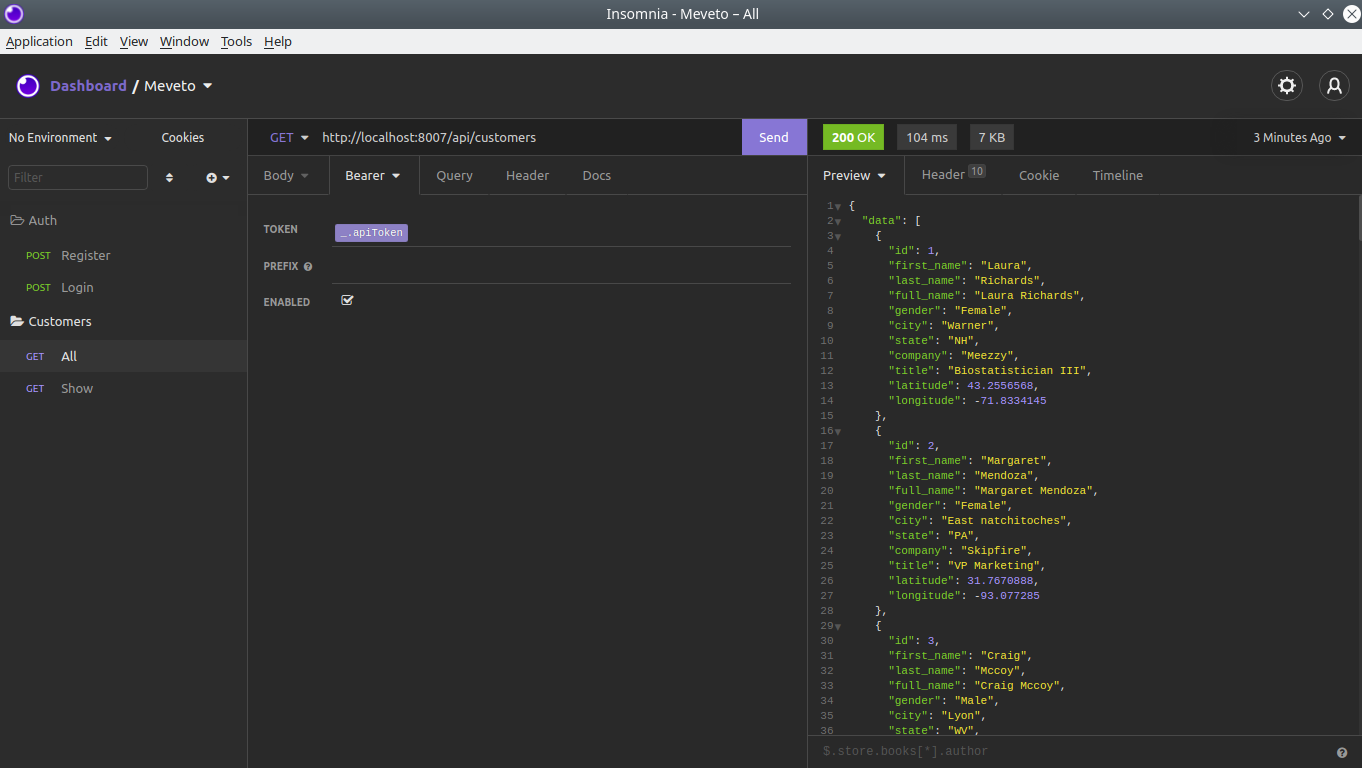 Insomnia - Meveto – All
Application Edit View Window Tools Help
Dashboard / Meveto
No Environment Cookies
Filter
Auth
POST Register
POST Login
Customers
GET All
GET Show
GET http://localhost:8007/api/customers Send
Body Bearer Query Header Docs
TOKEN _.apiToken
PREFIX
ENABLED
200 OK 104 ms 7 KB 3 Minutes Ago
Preview Header 10 Cookie Timeline
1 {
2 "data": [
3 {
4 "id": 1,
5 "first_name": "Laura",
6 "last_name": "Richards",
7 "full_name": "Laura Richards",
8 "gender": "Female",
9 "city": "Warner",
10 "state": "NH",
11 "company": "Meezzy",
12 "title": "Biostatistician III",
13 "latitude": 43.2556568,
14 "longitude": -71.8334145
15 },
16 {
17 "id": 2,
18 "first_name": "Margaret",
19 "last_name": "Mendoza",
20 "full_name": "Margaret Mendoza",
21 "gender": "Female",
22 "city": "East natchitoches",
23 "state": "PA",
24 "company": "Skipfire",
25 "title": "VP Marketing",
26 "latitude": 31.7670888,
27 "longitude": -93.077285
28 },
29 {
30 "id": 3,
31 "first_name": "Craig",
32 "last_name": "Mccoy",
33 "full_name": "Craig Mccoy",
34 "gender": "Male",
35 "city": "Lyon",
36 "state": "WV",
$.store.books[*].author